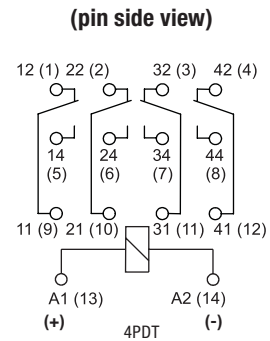 (pin side view)
12 (1) 22 (2) 32 (3) 42 (4)
14 24 34 44
(5) (6) (7) (8)
11 (9) 21 (10) 31 (11) 41 (12)
A1 (13) A2 (14)
(+) (-)
4PDT